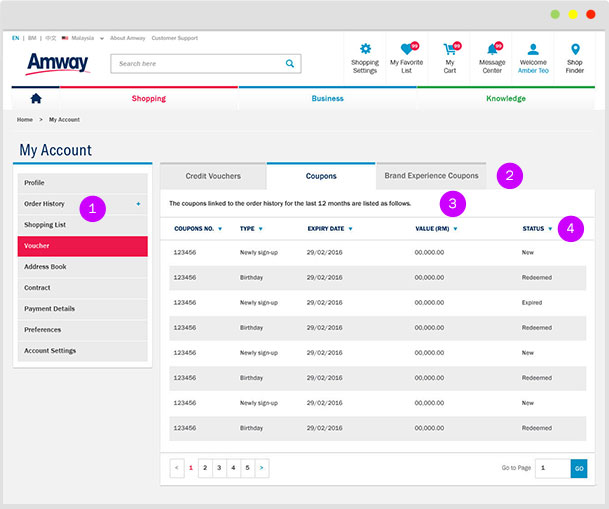 EN | BM | 中文 Malaysia About Amway Customer Support
Amway
Search here
Shopping Settings
99
My Favorite List
99
My Cart
99
Message Center
Welcome Amber Teo
Shop Finder
Shopping Business Knowledge
Home > My Account
My Account
Profile
Order History +
1
Shopping List
Voucher
Address Book
Contract
Payment Details
Preferences
Account Settings
Credit Vouchers Coupons Brand Experience Coupons 2
The coupons linked to the order history for the last 12 months are listed as follows. 3
COUPONS NO. TYPE EXPIRY DATE VALUE (RM) STATUS 4
123456 Newly sign-up 29/02/2016 00,000.00 New
123456 Birthday 29/02/2016 00,000.00 Redeemed
123456 Newly sign-up 29/02/2016 00,000.00 Expired
123456 Birthday 29/02/2016 00,000.00 Redeemed
123456 Newly sign-up 29/02/2016 00,000.00 New
123456 Birthday 29/02/2016 00,000.00 Redeemed
123456 Newly sign-up 29/02/2016 00,000.00 New
123456 Birthday 29/02/2016 00,000.00 Redeemed
< 1 2 3 4 5 > Go to Page 1 GO